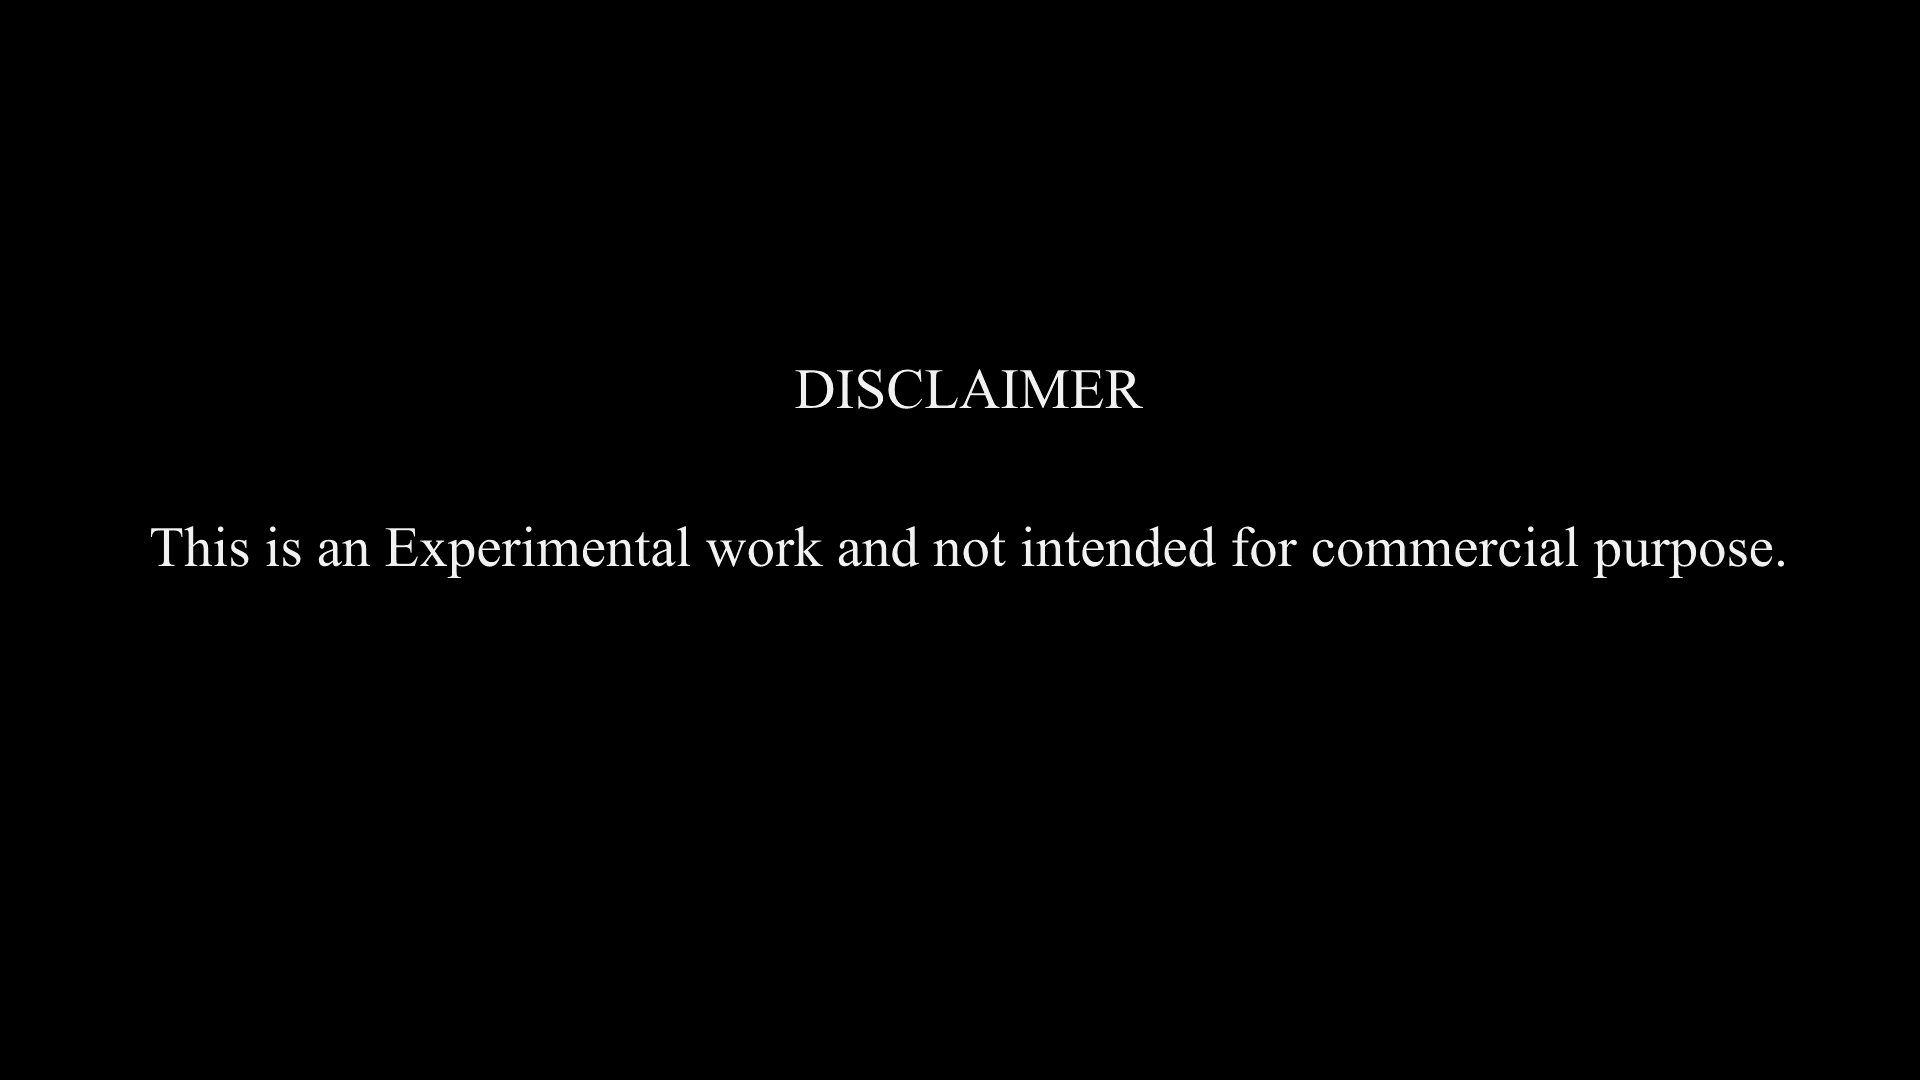 DISCLAIMER
This is an Experimental work and not intended for commercial purpose.